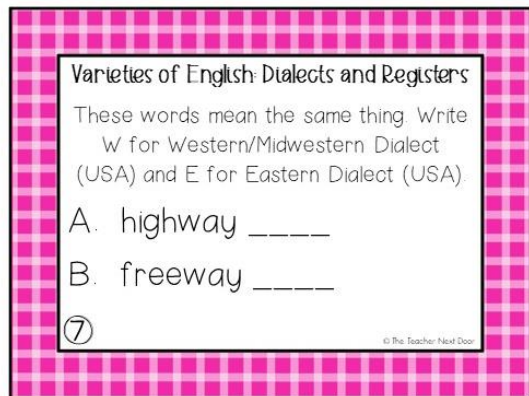 Varieties of English: Dialects and Registers
These words mean the same thing. Write
W for Western/Midwestern Dialect
(USA) and E for Eastern Dialect (USA).
A. highway ____
B. freeway ____
7
© The Teacher Next Door